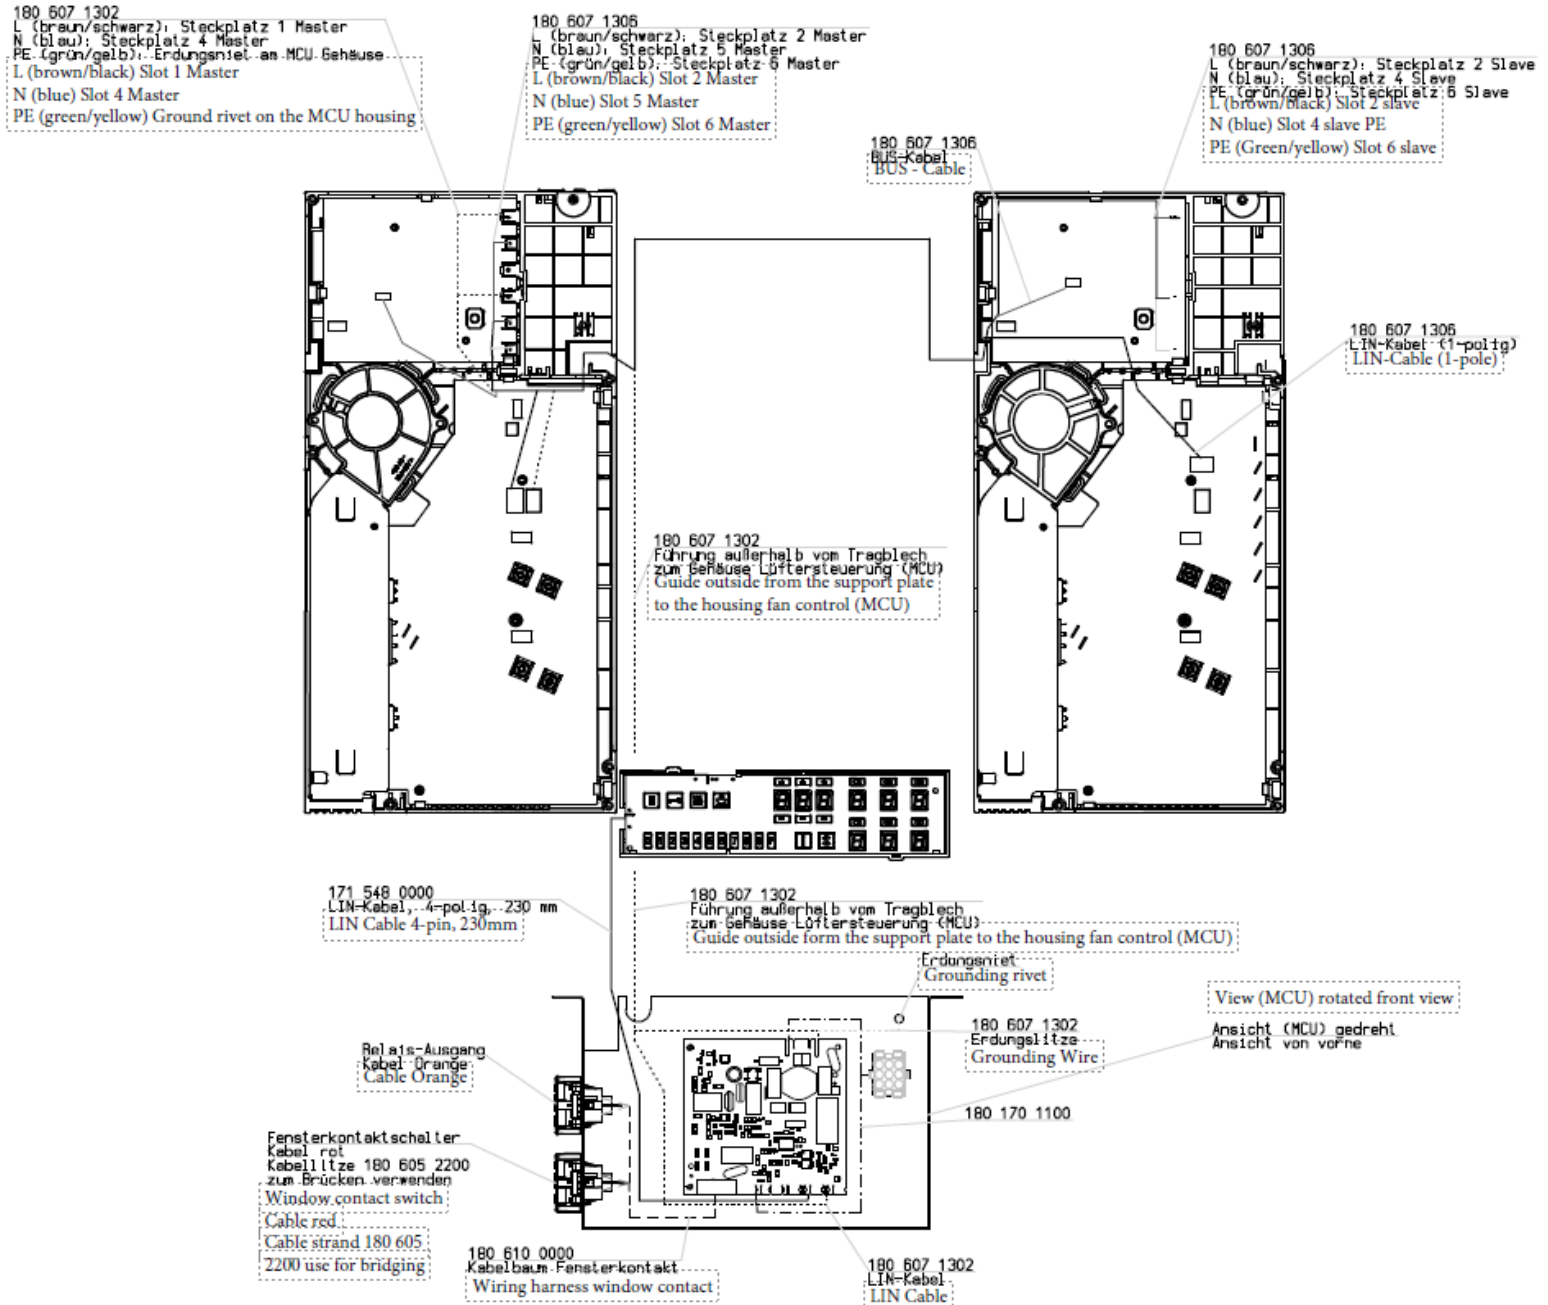 180 607 1302
L (braun/schwarz): Steckplatz 1 Master
N (blau): Steckplatz 4 Master
PE (grün/gelb): Erdungsniet am MCU Gehäuse
L (brown/black) Slot 1 Master
N (blue) Slot 4 Master
PE (green/yellow) Ground rivet on the MCU housing
180 607 1306
L (braun/schwarz): Steckplatz 2 Master
N (blau): Steckplatz 5 Master
PE (grün/gelb): Steckplatz 6 Master
L (brown/black) Slot 2 Master
N (blue) Slot 5 Master
PE (green/yellow) Slot 6 Master
180 607 1306
L (braun/schwarz): Steckplatz 2 Slave
N (blau): Steckplatz 4 Slave
PE (grün/gelb): Steckplatz 6 Slave
L (brown/black) Slot 2 slave
N (blue) Slot 4 slave PE
PE (Green/yellow) Slot 6 slave
180 607 1306
BUS-Kabel
BUS - Cable
180 607 1306
LIN-Kabel (1-polig)
LIN-Cable (1-pole)
180 607 1302
Führung außerhalb vom Tragblech
zum Gehäuse Lüftersteuerung (MCU)
Guide outside from the support plate
to the housing fan control (MCU)
171 548 0000
LIN-Kabel, 4-polig, 230 mm
LIN Cable 4-pin, 230mm
180 607 1302
Führung außerhalb vom Tragblech
zum Gehäuse Lüftersteuerung (MCU)
Guide outside form the support plate to the housing fan control (MCU)
Erdungsniet
Grounding rivet
View (MCU) rotated front view
Ansicht (MCU) gedreht
Ansicht von vorne
180 607 1302
Erdungslitze
Grounding Wire
Relais-Ausgang
Kabel Orange
Cable Orange
180 170 1100
Fensterkontaktschalter
Kabel rot
Kabellitze 180 605 2200
zum Brücken verwenden
Window contact switch
Cable red
Cable strand 180 605
2200 use for bridging
180 610 0000
Kabelbaum Fensterkontakt
Wiring harness window contact
180 607 1302
LIN-Kabel
LIN Cable